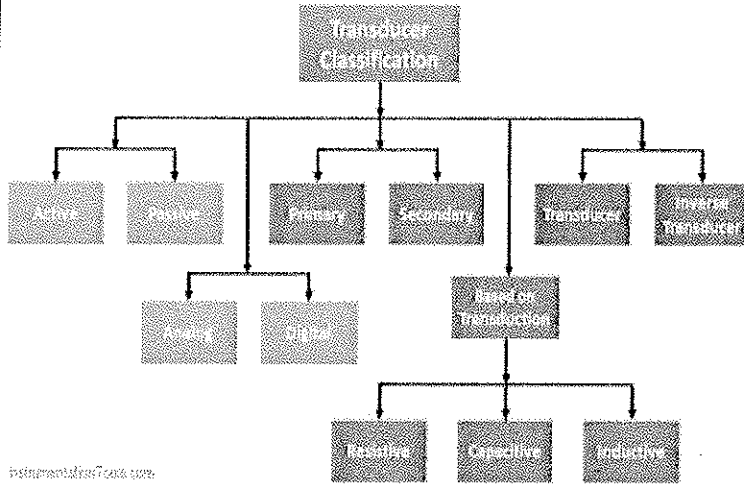 Transducer
Classification
Active
Passive
Primary
Secondary
Transducer
Inverse
Transducer
Analog
Digital
Based on
Transduction
Resistive
Capacitive
Inductive
InstrumentationTools.com